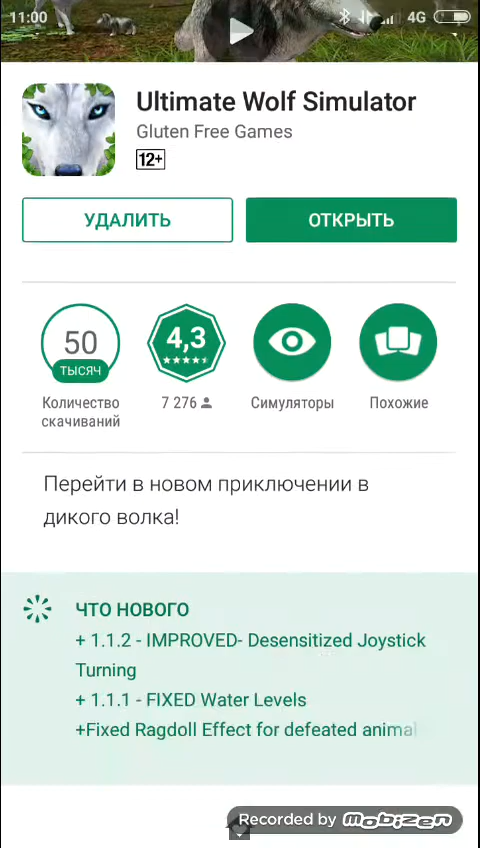 11:00
4G
Ultimate Wolf Simulator
Gluten Free Games
12+
УДАЛИТЬ
ОТКРЫТЬ
50
ТЫСЯЧ
4,3
Количество
скачиваний
7 276
Симуляторы
Похожие
Перейти в новом приключении в
дикого волка!
ЧТО НОВОГО
+ 1.1.2 - IMPROVED- Desensitized Joystick
Turning
+ 1.1.1 - FIXED Water Levels
+Fixed Ragdoll Effect for defeated animal
Recorded by Mobizen